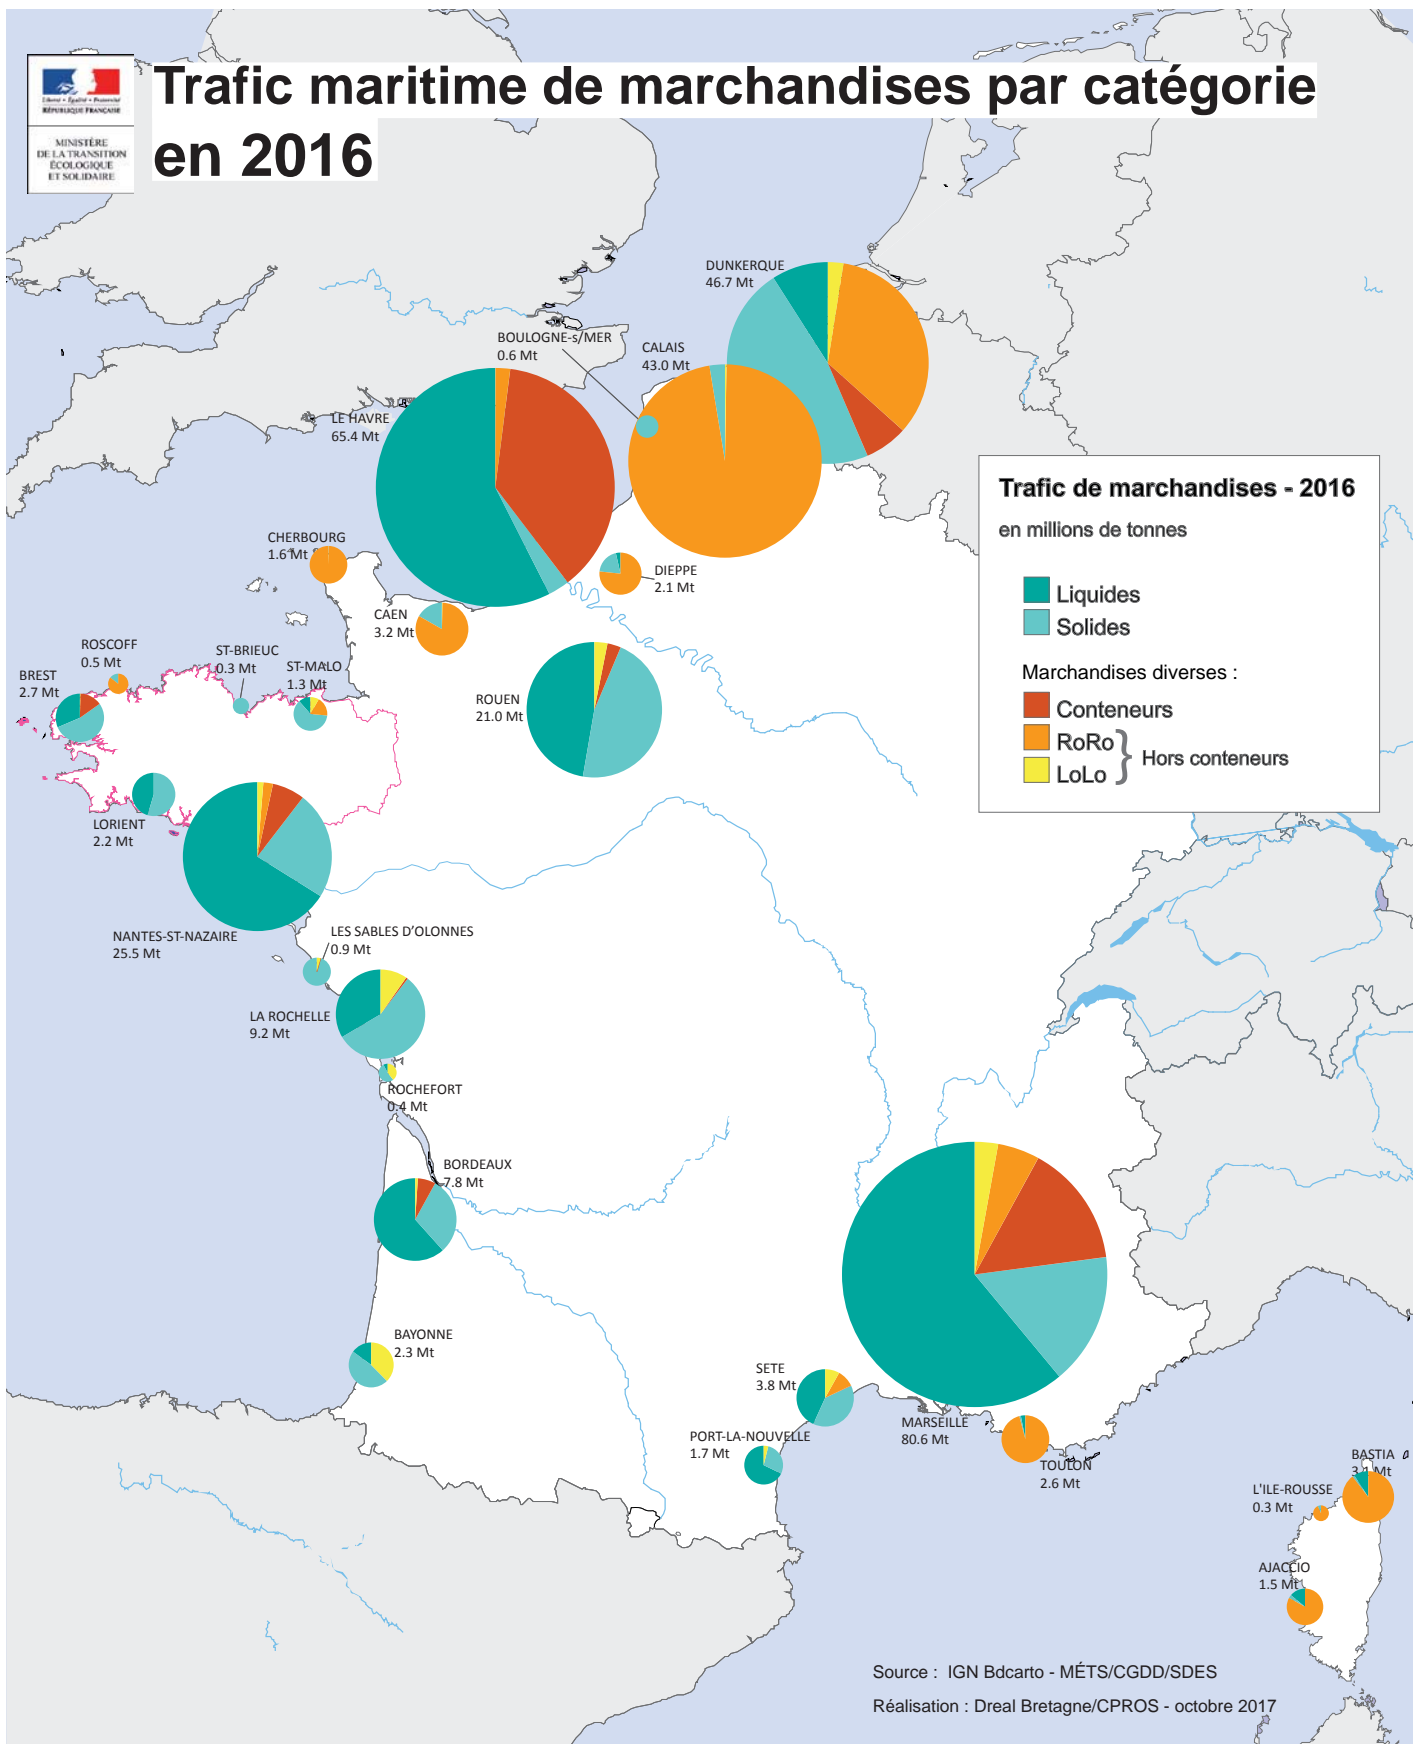 Trafic maritime de marchandises par catégorie
en 2016
Liberté • Égalité • Fraternité
RÉPUBLIQUE FRANÇAISE
MINISTÈRE
DE LA TRANSITION
ÉCOLOGIQUE
ET SOLIDAIRE
DUNKERQUE
46.7 Mt
BOULOGNE-s/MER
0.6 Mt
CALAIS
43.0 Mt
LE HAVRE
65.4 Mt
Trafic de marchandises - 2016
en millions de tonnes
Liquides
Solides
Marchandises diverses :
Conteneurs
RoRo
LoLo
} Hors conteneurs
CHERBOURG
1.6 Mt
DIEPPE
2.1 Mt
CAEN
3.2 Mt
ROSCOFF
0.5 Mt
ST-BRIEUC
0.3 Mt
ST-MALO
1.3 Mt
BREST
2.7 Mt
ROUEN
21.0 Mt
LORIENT
2.2 Mt
NANTES-ST-NAZAIRE
25.5 Mt
LES SABLES D'OLONNES
0.9 Mt
LA ROCHELLE
9.2 Mt
ROCHEFORT
0.4 Mt
BORDEAUX
7.8 Mt
BAYONNE
2.3 Mt
SETE
3.8 Mt
PORT-LA-NOUVELLE
1.7 Mt
MARSEILLE
80.6 Mt
TOULON
2.6 Mt
BASTIA
3.1 Mt
L'ILE-ROUSSE
0.3 Mt
AJACCIO
1.5 Mt
Source : IGN Bdcarto - MÉTS/CGDD/SDES
Réalisation : Dreal Bretagne/CPROS - octobre 2017